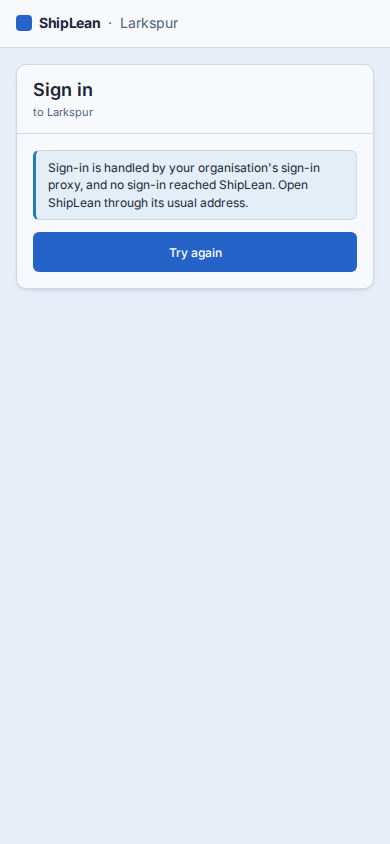 ShipLean · Larkspur
Sign in
to Larkspur
Sign-in is handled by your organisation's sign-in
proxy, and no sign-in reached ShipLean. Open
ShipLean through its usual address.
Try again